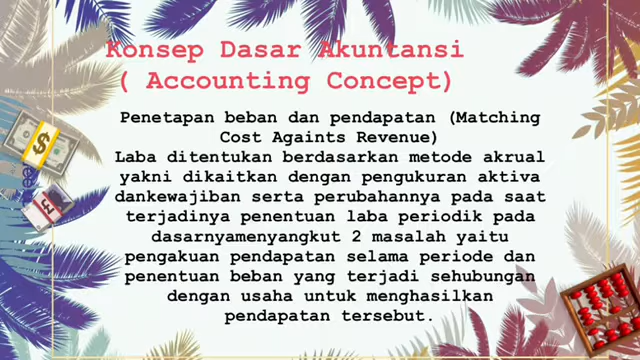 Konsep Dasar Akuntansi
( Accounting Concept)
Penetapan beban dan pendapatan (Matching
Cost Againts Revenue)
Laba ditentukan berdasarkan metode akrual
yakni dikaitkan dengan pengukuran aktiva
dankewajiban serta perubahannya pada saat
terjadinya penentuan laba periodik pada
dasarnyamenyangkut 2 masalah yaitu
pengakuan pendapatan selama periode dan
penentuan beban yang terjadi sehubungan
dengan usaha untuk menghasilkan
pendapatan tersebut.